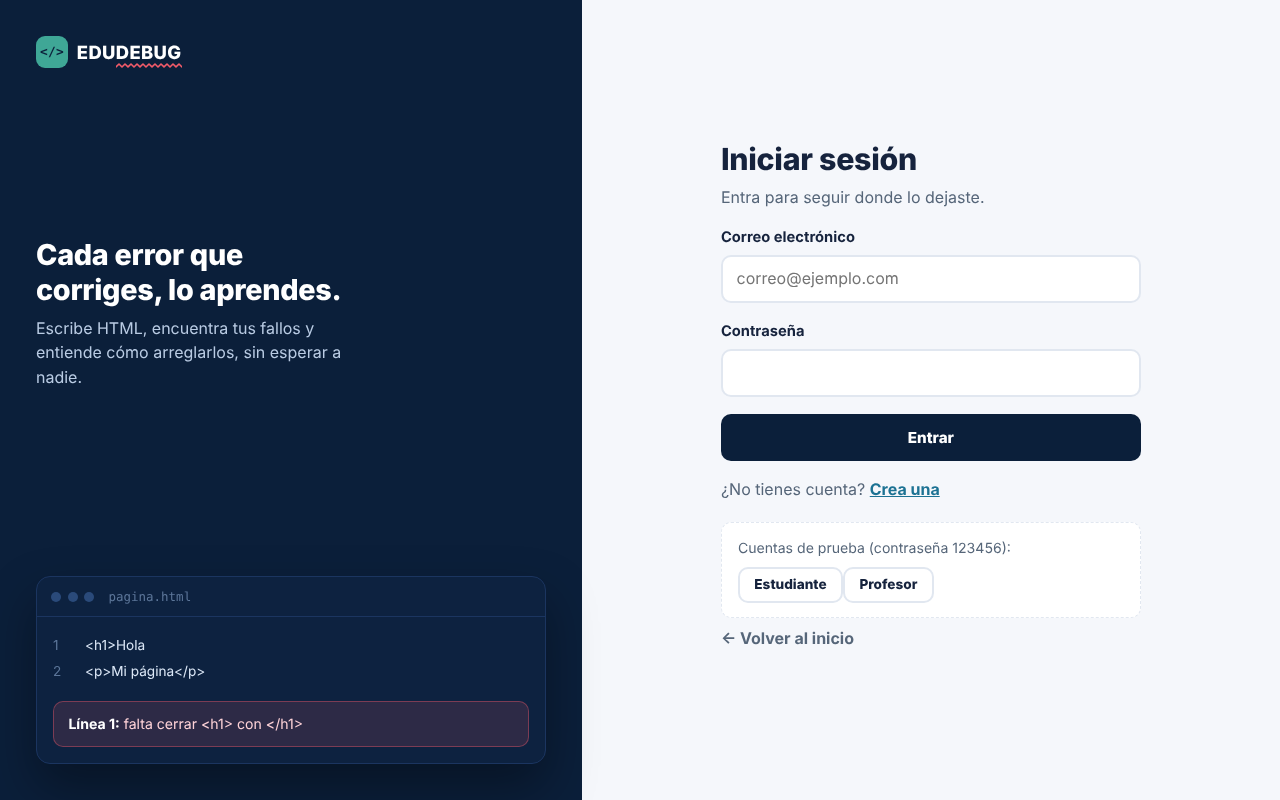 </> EDUDEBUG
Cada error que
corriges, lo aprendes.
Escribe HTML, encuentra tus fallos y
entiende cómo arreglarlos, sin esperar a
nadie.
pagina.html
1 <h1>Hola
2 <p>Mi página</p>
Línea 1: falta cerrar <h1> con </h1>
Iniciar sesión
Entra para seguir donde lo dejaste.
Correo electrónico
correo@ejemplo.com
Contraseña
Entrar
¿No tienes cuenta? Crea una
Cuentas de prueba (contraseña 123456):
Estudiante Profesor
← Volver al inicio